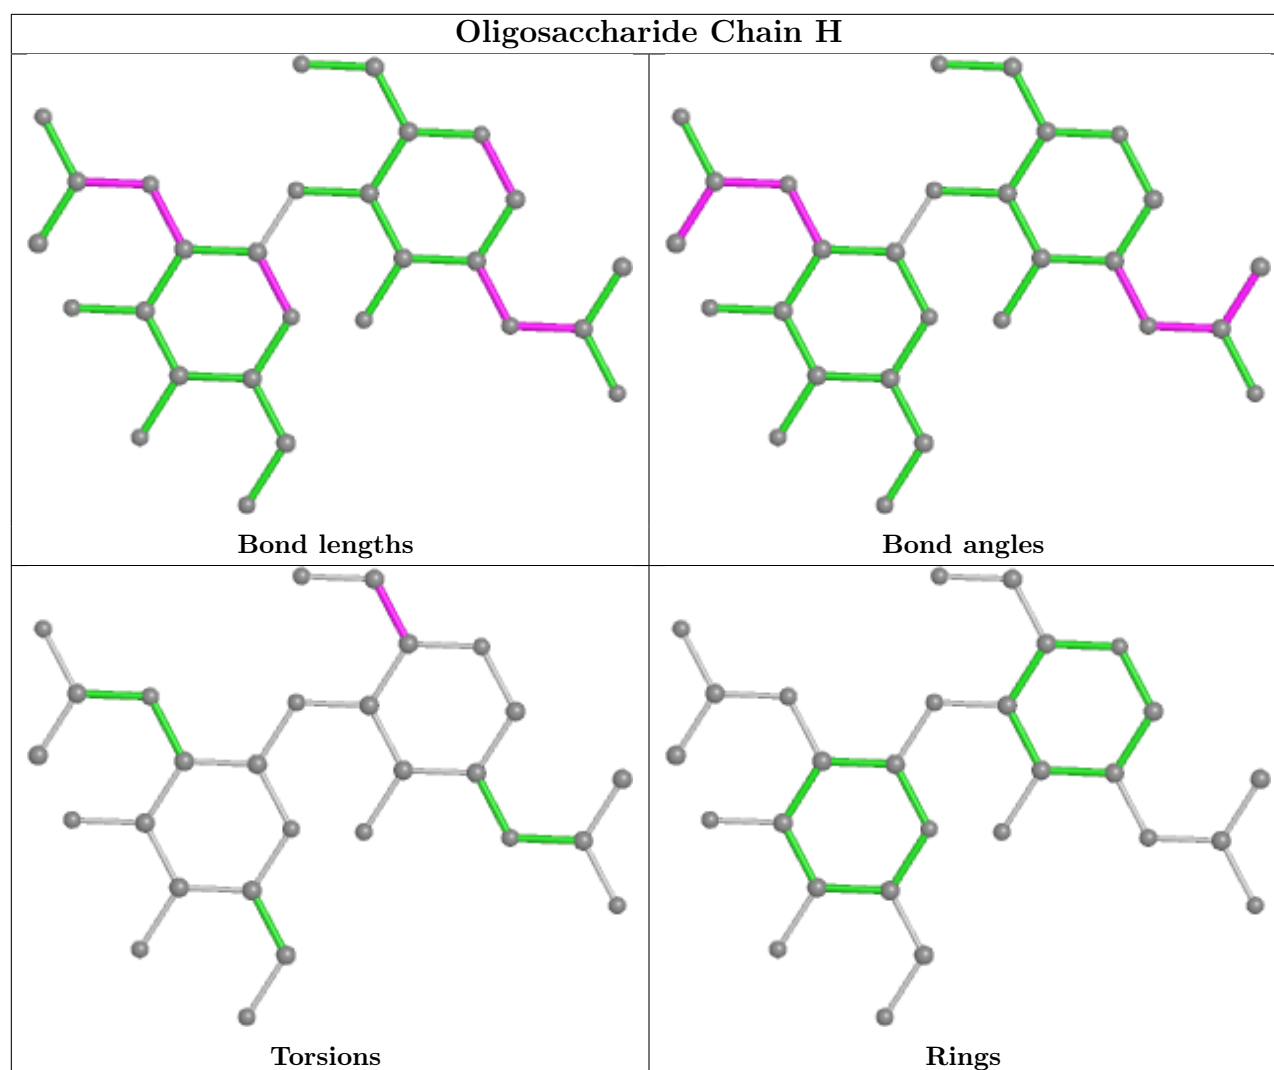 Oligosaccharide Chain H
Bond lengths
Bond angles
Torsions
Rings